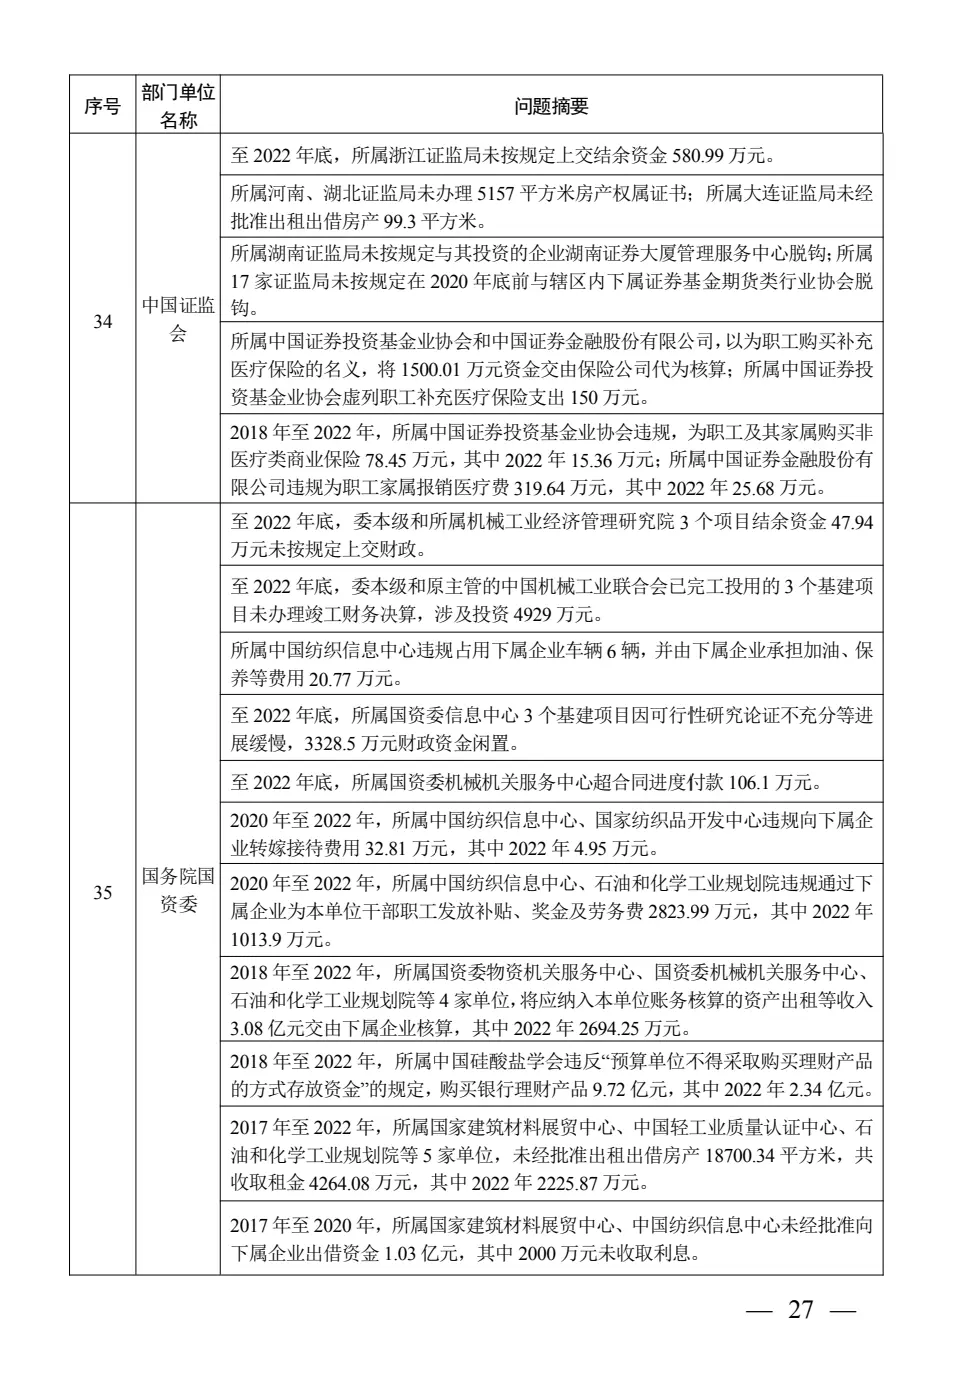 序号
部门单位
名称
问题摘要
34
中国证监
会
至 2022 年底，所属浙江证监局未按规定上交结余资金 580.99 万元。
所属河南、湖北证监局未办理 5157 平方米房产权属证书；所属大连证监局未经
批准出租出借房产 99.3 平方米。
所属湖南证监局未按规定与其投资的企业湖南证券大厦管理服务中心脱钩；所属
17 家证监局未按规定在 2020 年底前与辖区内下属证券基金期货类行业协会脱
钩。
所属中国证券投资基金业协会和中国证券金融股份有限公司，以为职工购买补充
医疗保险的名义，将 1500.01 万元资金交由保险公司代为核算；所属中国证券投
资基金业协会虚列职工补充医疗保险支出 150 万元。
2018 年至 2022 年，所属中国证券投资基金业协会违规，为职工及其家属购买非
医疗类商业保险 78.45 万元，其中 2022 年 15.36 万元；所属中国证券金融股份有
限公司违规为职工家属报销医疗费 319.64 万元，其中 2022 年 25.68 万元。
35
国务院国
资委
至 2022 年底，委本级和所属机械工业经济管理研究院 3 个项目结余资金 47.94
万元未按规定上交财政。
至 2022 年底，委本级和原主管的中国机械工业联合会已完工投用的 3 个基建项
目未办理竣工财务决算，涉及投资 4929 万元。
所属中国纺织信息中心违规占用下属企业车辆 6 辆，并由下属企业承担加油、保
养等费用 20.77 万元。
至 2022 年底，所属国资委信息中心 3 个基建项目因可行性研究论证不充分等进
展缓慢，3328.5 万元财政资金闲置。
至 2022 年底，所属国资委机械机关服务中心超合同进度付款 106.1 万元。
2020 年至 2022 年，所属中国纺织信息中心、国家纺织品开发中心违规向下属企
业转嫁接待费用 32.81 万元，其中 2022 年 4.95 万元。
2020 年至 2022 年，所属中国纺织信息中心、石油和化学工业规划院违规通过下
属企业为本单位干部职工发放补贴、奖金及劳务费 2823.99 万元，其中 2022 年
1013.9 万元。
2018 年至 2022 年，所属国资委物资机关服务中心、国资委机械机关服务中心、
石油和化学工业规划院等 4 家单位，将应纳入本单位账务核算的资产出租等收入
3.08 亿元交由下属企业核算，其中 2022 年 2694.25 万元。
2018 年至 2022 年，所属中国硅酸盐学会违反“预算单位不得采取购买理财产品
的方式存放资金”的规定，购买银行理财产品 9.72 亿元，其中 2022 年 2.34 亿元。
2017 年至 2022 年，所属国家建筑材料展贸中心、中国轻工业质量认证中心、石
油和化学工业规划院等 5 家单位，未经批准出租出借房产 18700.34 平方米，共
收取租金 4264.08 万元，其中 2022 年 2225.87 万元。
2017 年至 2020 年，所属国家建筑材料展贸中心、中国纺织信息中心未经批准向
下属企业出借资金 1.03 亿元，其中 2000 万元未收取利息。
— 27 —